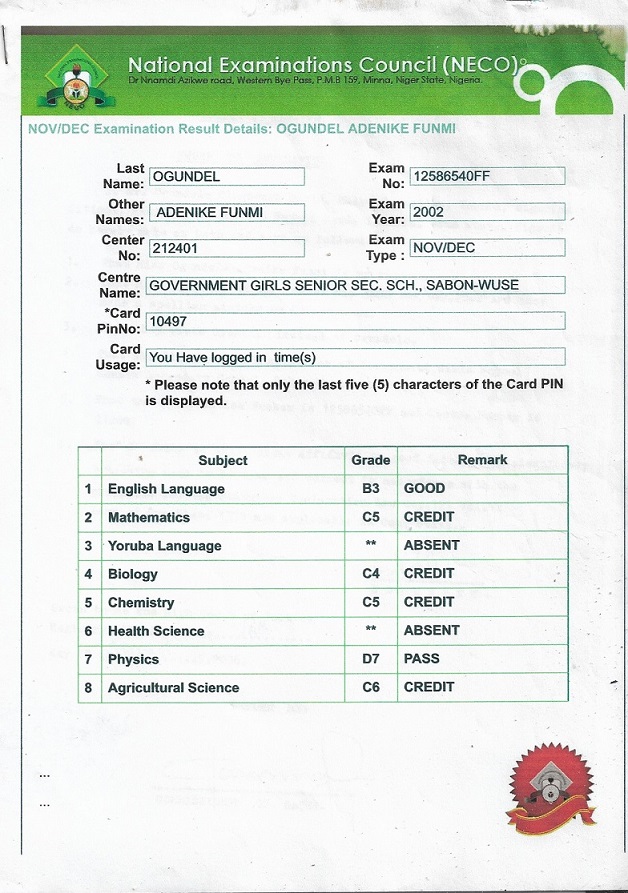 National Examinations Council (NECO)
Dr Nnamdi Azikwe road, Western Bye Pass, P.M.B 159, Minna, Niger State, Nigeria.
NECO
NOV/DEC Examination Result Details: OGUNDEL ADENIKE FUNMI
Last Name: OGUNDEL
Exam No: 12586540FF
Other Names: ADENIKE FUNMI
Exam Year: 2002
Center No: 212401
Exam Type : NOV/DEC
Centre Name: GOVERNMENT GIRLS SENIOR SEC. SCH., SABON-WUSE
*Card PinNo: 10497
Card Usage: You Have logged in time(s)
* Please note that only the last five (5) characters of the Card PIN
is displayed.
Subject Grade Remark
1 English Language B3 GOOD
2 Mathematics C5 CREDIT
3 Yoruba Language ** ABSENT
4 Biology C4 CREDIT
5 Chemistry C5 CREDIT
6 Health Science ** ABSENT
7 Physics D7 PASS
8 Agricultural Science C6 CREDIT
...
...